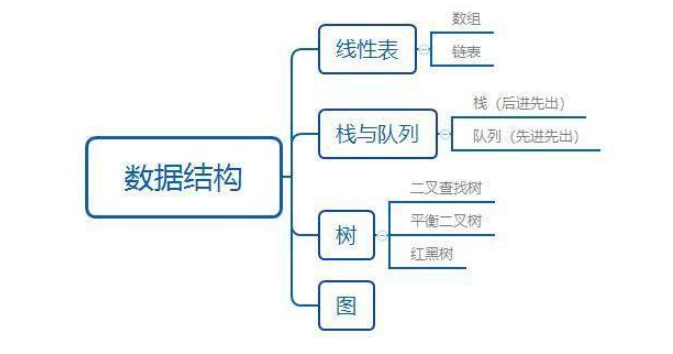 数据结构
线性表
数组
链表
栈与队列
栈（后进先出）
队列（先进先出）
树
二叉查找树
平衡二叉树
红黑树
图